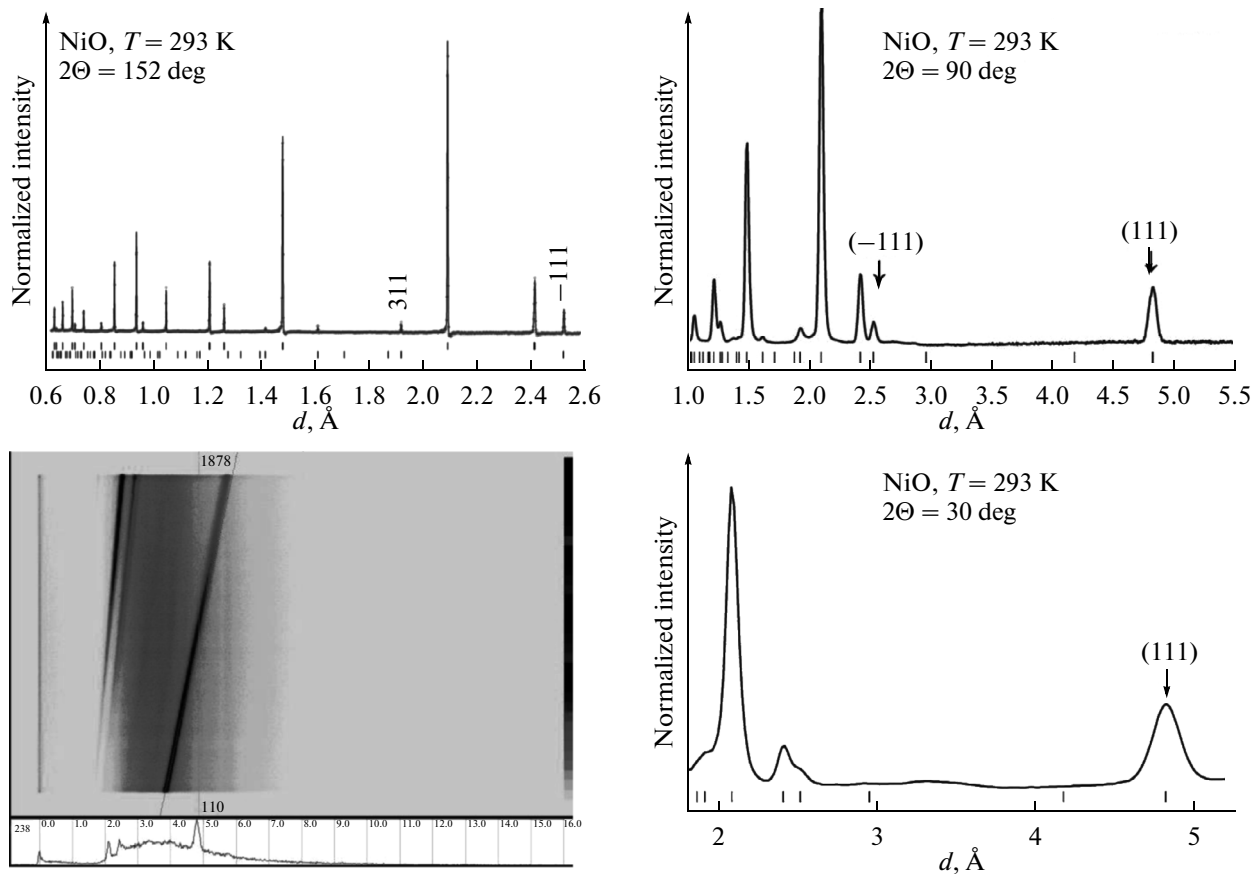 NiO, T = 293 K
2Θ = 152 deg
Normalized intensity
311
—111
0.6 0.8 1.0 1.2 1.4 1.6 1.8 2.0 2.2 2.4 2.6
d, Å
NiO, T = 293 K
2Θ = 90 deg
Normalized intensity
(−111)
(111)
1.0 1.5 2.0 2.5 3.0 3.5 4.0 4.5 5.0 5.5
d, Å
1878
110
238
0.0 1.0 2.0 3.0 4.0 5.0 6.0 7.0 8.0 9.0 10.0 11.0 12.0 13.0 14.0 15.0 16.0
NiO, T = 293 K
2Θ = 30 deg
Normalized intensity
(111)
2 3 4 5
d, Å